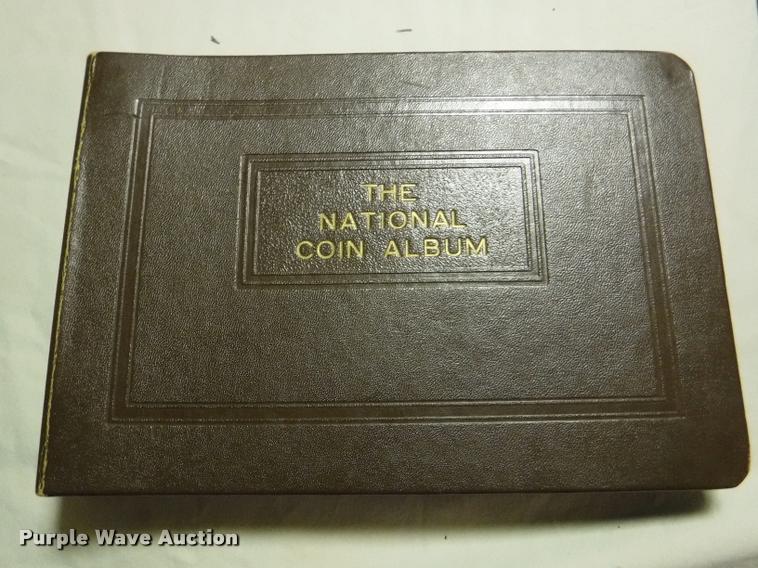 THE
NATIONAL
COIN ALBUM
Purple Wave Auction